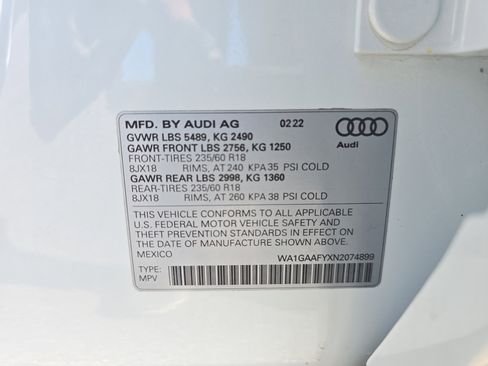 MFD. BY AUDI AG 02 22
GVWR LBS 5489, KG 2490
GAWR FRONT LBS 2756, KG 1250
FRONT-TIRES 235/60 R18
8JX18 RIMS, AT 240 KPA 35 PSI COLD
GAWR REAR LBS 2998, KG 1360
REAR-TIRES 235/60 R18
8JX18 RIMS, AT 260 KPA 38 PSI COLD
Audi
THIS VEHICLE CONFORMS TO ALL APPLICABLE
U.S. FEDERAL MOTOR VEHICLE SAFETY AND
THEFT PREVENTION STANDARDS IN EFFECT ON THE
DATE OF MANUFACTURE SHOWN ABOVE.
MEXICO
WA1GAAFYXN2074899
TYPE:
MPV